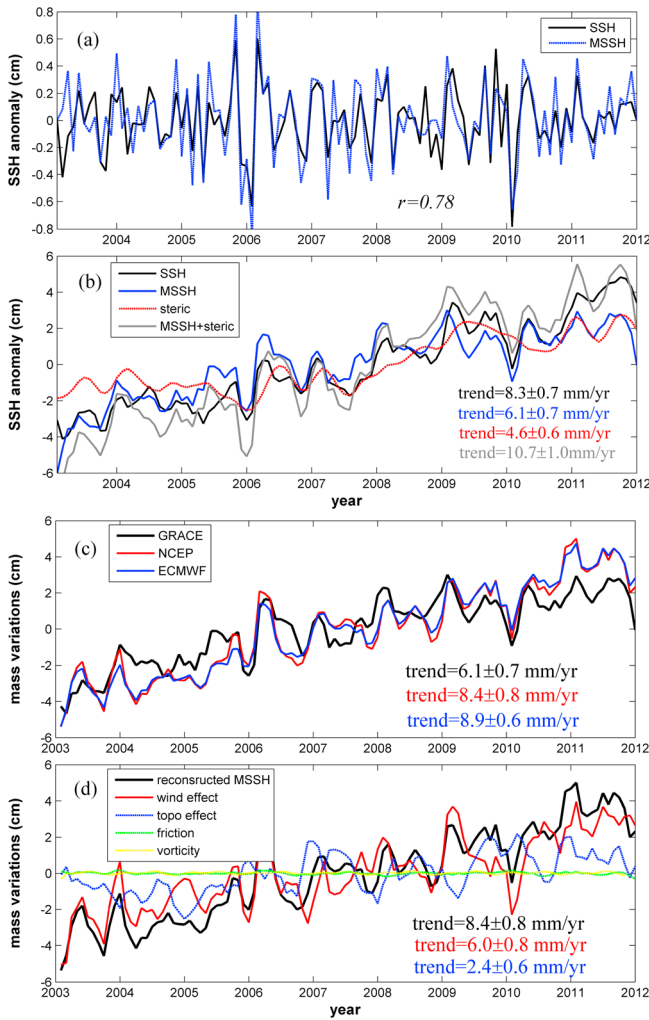 0.8
(a)
SSH
MSSH
0.6
0.4
0.2
0
-0.2
-0.4
-0.6
-0.8
SSH anomaly (cm)
r=0.78
2004 2005 2006 2007 2008 2009 2010 2011 2012
6
(b)
SSH
MSSH
steric
MSSH+steric
4
2
0
-2
-4
-6
SSH anomaly (cm)
trend=8.3±0.7 mm/yr
trend=6.1±0.7 mm/yr
trend=4.6±0.6 mm/yr
trend=10.7±1.0mm/yr
2004 2005 2006 2007 2008 2009 2010 2011 2012
year
6
(c)
GRACE
NCEP
ECMWF
4
2
0
-2
-4
-6
mass variations (cm)
trend=6.1±0.7 mm/yr
trend=8.4±0.8 mm/yr
trend=8.9±0.6 mm/yr
2003 2004 2005 2006 2007 2008 2009 2010 2011 2012
6
(d)
reconstructed MSSH
wind effect
topo effect
friction
vorticity
4
2
0
-2
-4
-6
mass variations (cm)
trend=8.4±0.8 mm/yr
trend=6.0±0.8 mm/yr
trend=2.4±0.6 mm/yr
2003 2004 2005 2006 2007 2008 2009 2010 2011 2012
year